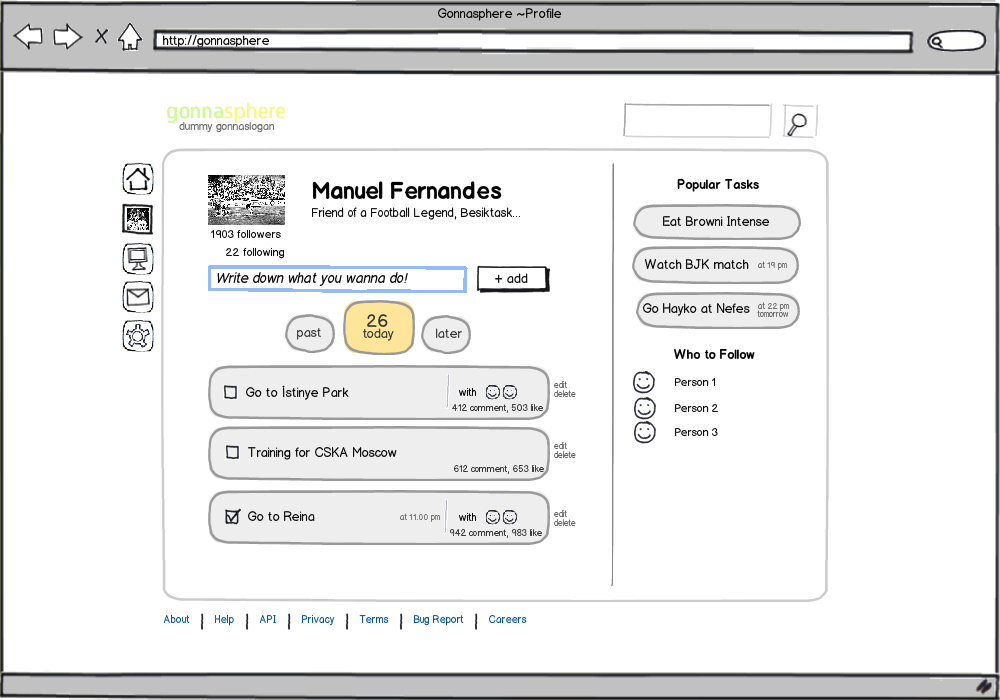 Gonnasphere ~Profile
http://gonnasphere
gonnasphere
dummy gonnaslogan
Manuel Fernandes
Friend of a Football Legend, Besiktask...
1903 followers
22 following
Write down what you wanna do!
+ add
past
26
today
later
Go to İstinye Park
with
412 comment, 503 like
edit
delete
Training for CSKA Moscow
612 comment, 653 like
edit
delete
Go to Reina
at 11.00 pm
with
942 comment, 983 like
edit
delete
Popular Tasks
Eat Browni Intense
Watch BJK match at 19 pm
Go Hayko at Nefes at 22 pm
tomorrow
Who to Follow
Person 1
Person 2
Person 3
About | Help | API | Privacy | Terms | Bug Report | Careers